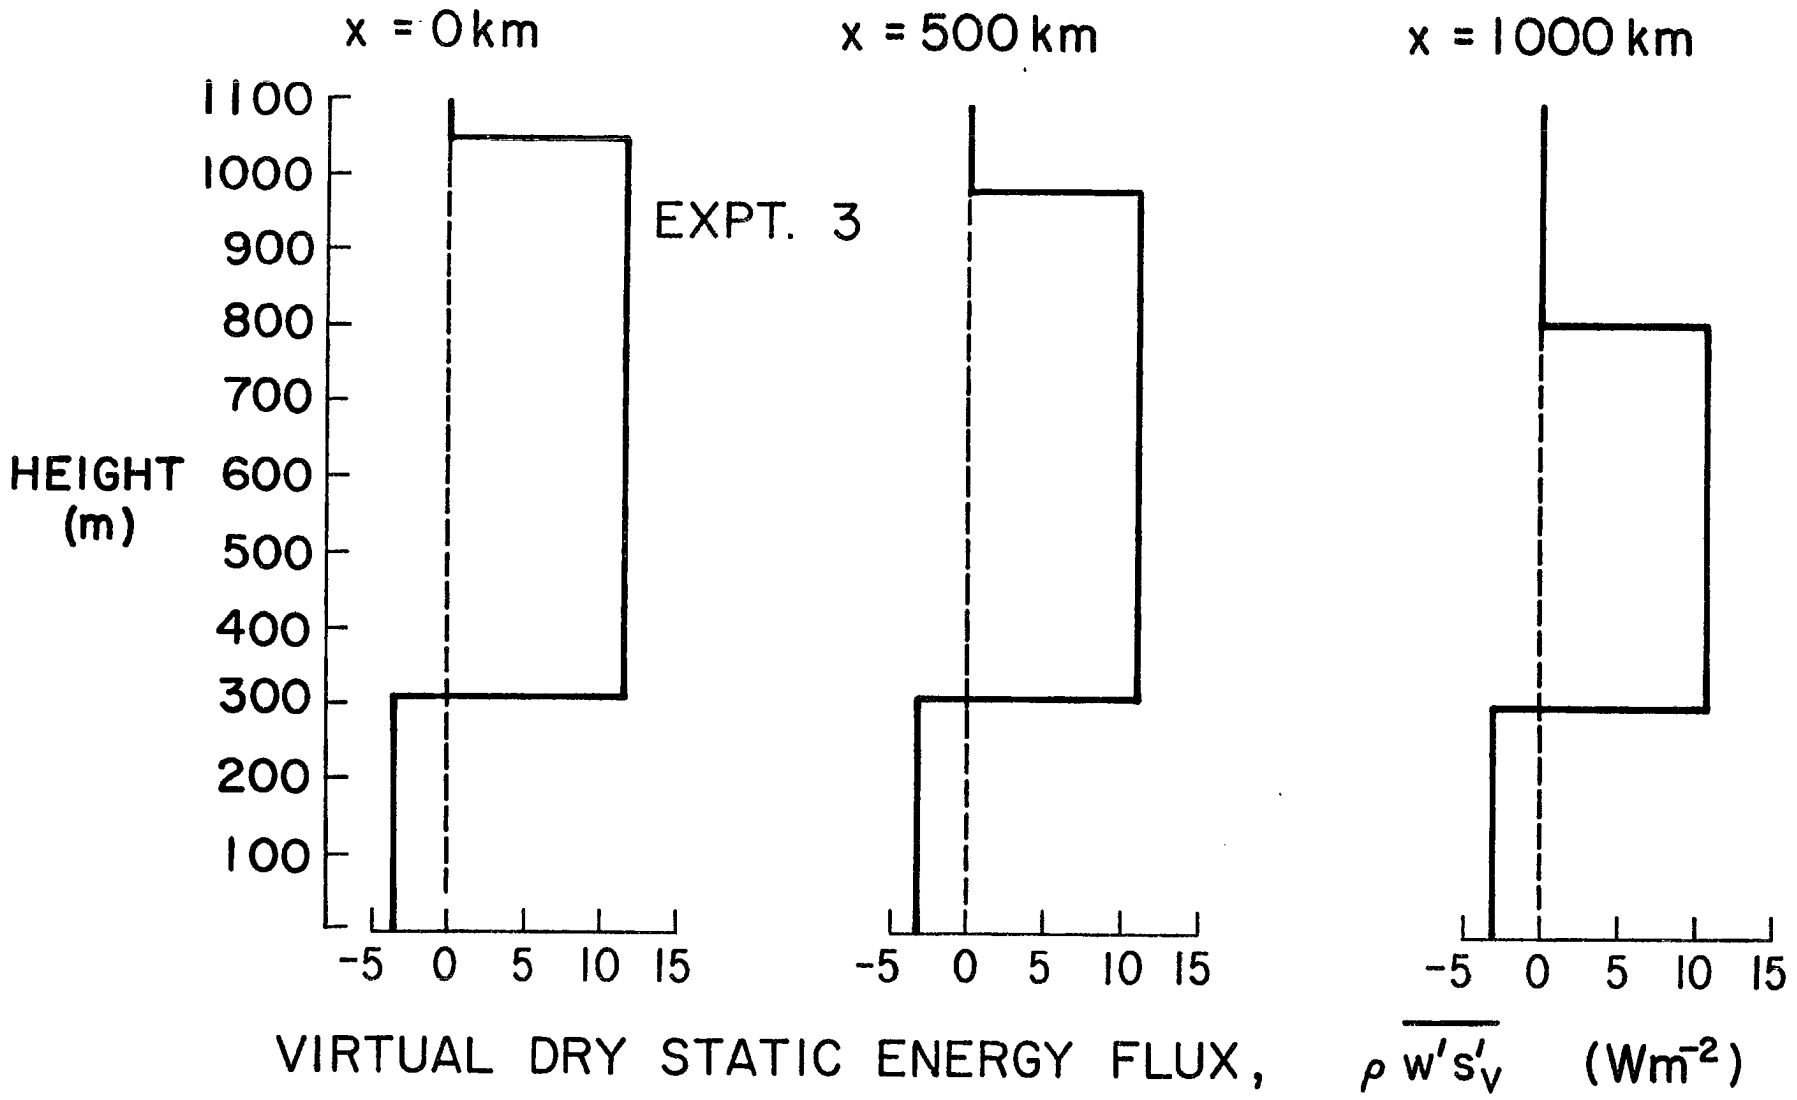 x = 0 km x = 500 km x = 1000 km
1100
1000
EXPT. 3
900
800
700
HEIGHT 600
(m)
500
400
300
200
100
-5 0 5 10 15 -5 0 5 10 15 -5 0 5 10 15
VIRTUAL DRY STATIC ENERGY FLUX, ρ w's'v (Wm⁻²)